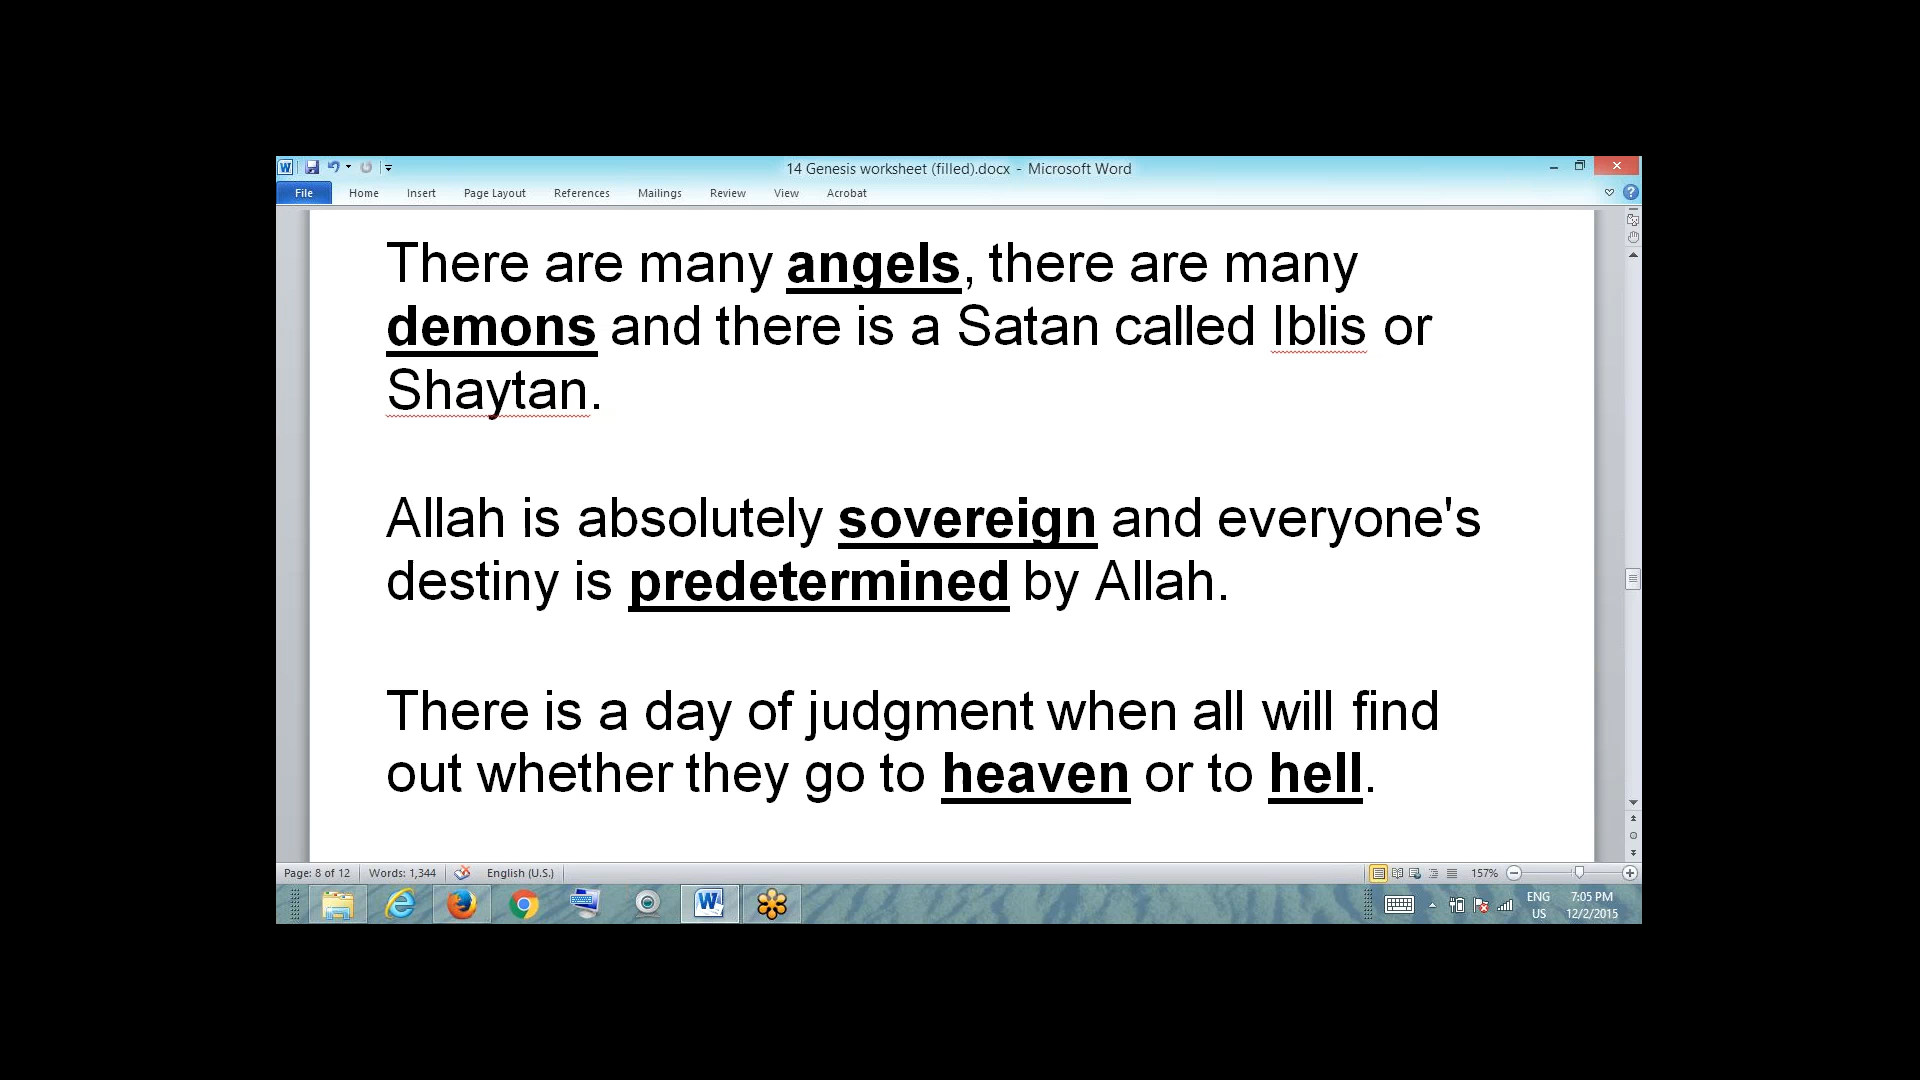 14 Genesis worksheet (filled).docx - Microsoft Word
File Home Insert Page Layout References Mailings Review View Acrobat
There are many angels, there are many
demons and there is a Satan called Iblis or
Shaytan.
Allah is absolutely sovereign and everyone's
destiny is predetermined by Allah.
There is a day of judgment when all will find
out whether they go to heaven or to hell.
Page: 8 of 12 Words: 1,344 English (U.S.) 157%
ENG 7:05 PM
US 12/2/2015